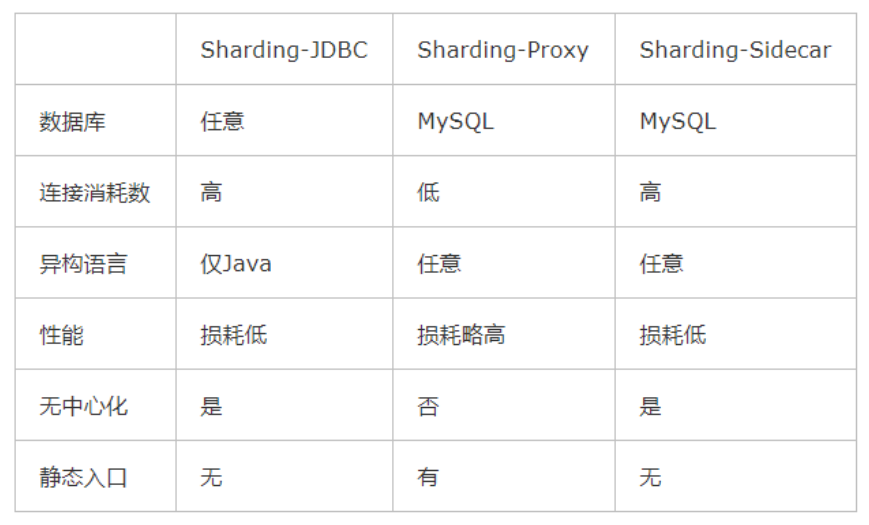 Sharding-JDBC Sharding-Proxy Sharding-Sidecar
数据库 任意 MySQL MySQL
连接消耗数 高 低 高
异构语言 仅Java 任意 任意
性能 损耗低 损耗略高 损耗低
无中心化 是 否 是
静态入口 无 有 无